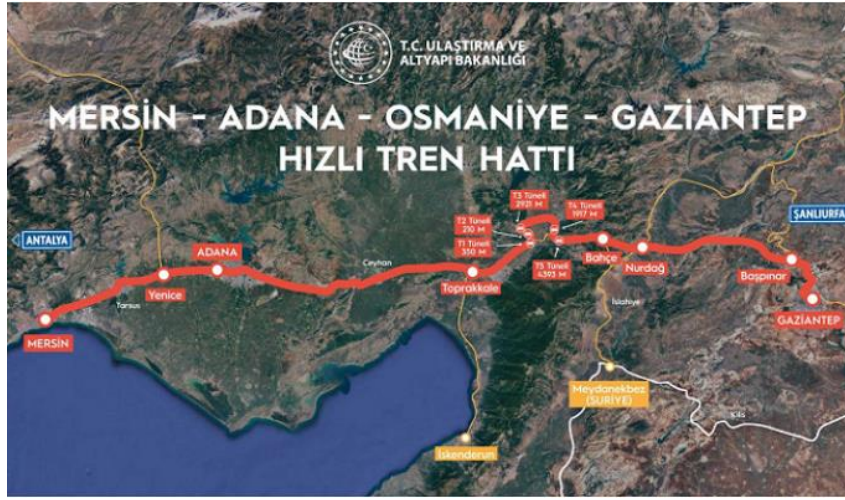 T.C. ULAŞTIRMA VE
ALTYAPI BAKANLIĞI
MERSİN - ADANA - OSMANİYE - GAZİANTEP
HIZLI TREN HATTI
T3 Tüneli
2921 M
T4 Tüneli
1917 M
T2 Tüneli
210 M
T1 Tüneli
350 M
T5 Tüneli
4393 M
ŞANLIURFA
ANTALYA
ADANA
Ceyhan
Bahçe
Nurdağ
Toprakkale
Başpınar
Yenice
Tarsus
İslahiye
GAZİANTEP
MERSİN
Meydanekbez
(SURİYE)
Kilis
İskenderun